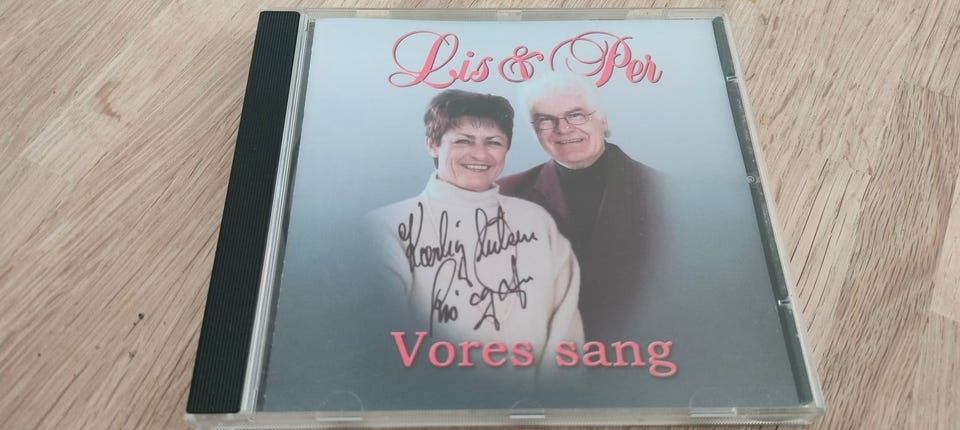 Lis & Per
Kærlig hilsen
Lis og Per
Vores sang